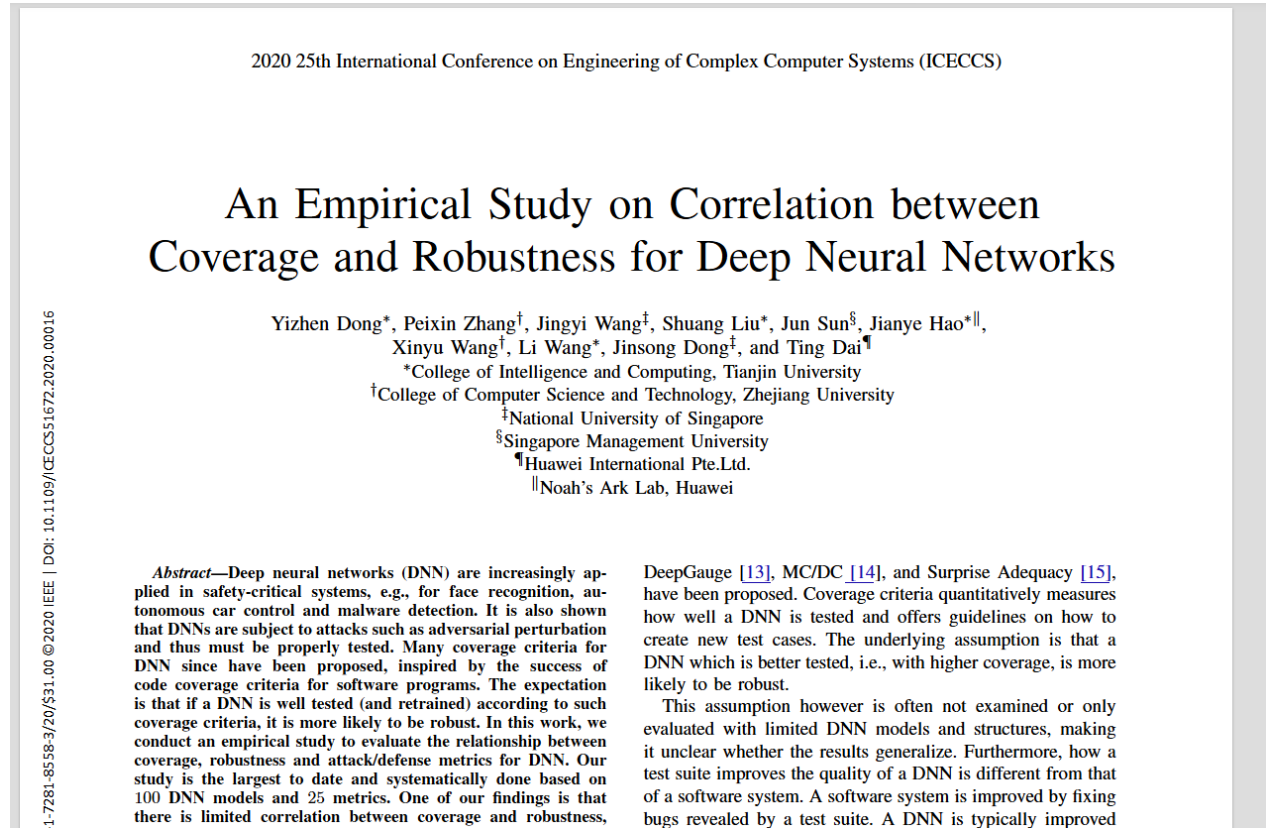 2020 25th International Conference on Engineering of Complex Computer Systems (ICECCS)
An Empirical Study on Correlation between
Coverage and Robustness for Deep Neural Networks
Yizhen Dong*, Peixin Zhang†, Jingyi Wang‡, Shuang Liu*, Jun Sun§, Jianye Hao*∥,
Xinyu Wang†, Li Wang*, Jinsong Dong‡, and Ting Dai¶
*College of Intelligence and Computing, Tianjin University
†College of Computer Science and Technology, Zhejiang University
‡National University of Singapore
§Singapore Management University
¶Huawei International Pte.Ltd.
∥Noah's Ark Lab, Huawei
Abstract—Deep neural networks (DNN) are increasingly ap-
plied in safety-critical systems, e.g., for face recognition, au-
tonomous car control and malware detection. It is also shown
that DNNs are subject to attacks such as adversarial perturbation
and thus must be properly tested. Many coverage criteria for
DNN since have been proposed, inspired by the success of
code coverage criteria for software programs. The expectation
is that if a DNN is well tested (and retrained) according to such
coverage criteria, it is more likely to be robust. In this work, we
conduct an empirical study to evaluate the relationship between
coverage, robustness and attack/defense metrics for DNN. Our
study is the largest to date and systematically done based on
100 DNN models and 25 metrics. One of our findings is that
there is limited correlation between coverage and robustness,
DeepGauge [13], MC/DC [14], and Surprise Adequacy [15],
have been proposed. Coverage criteria quantitatively measures
how well a DNN is tested and offers guidelines on how to
create new test cases. The underlying assumption is that a
DNN which is better tested, i.e., with higher coverage, is more
likely to be robust.
This assumption however is often not examined or only
evaluated with limited DNN models and structures, making
it unclear whether the results generalize. Furthermore, how a
test suite improves the quality of a DNN is different from that
of a software system. A software system is improved by fixing
bugs revealed by a test suite. A DNN is typically improved
-1-7281-8558-3/20/$31.00 ©2020 IEEE | DOI: 10.1109/ICECCS51672.2020.00016